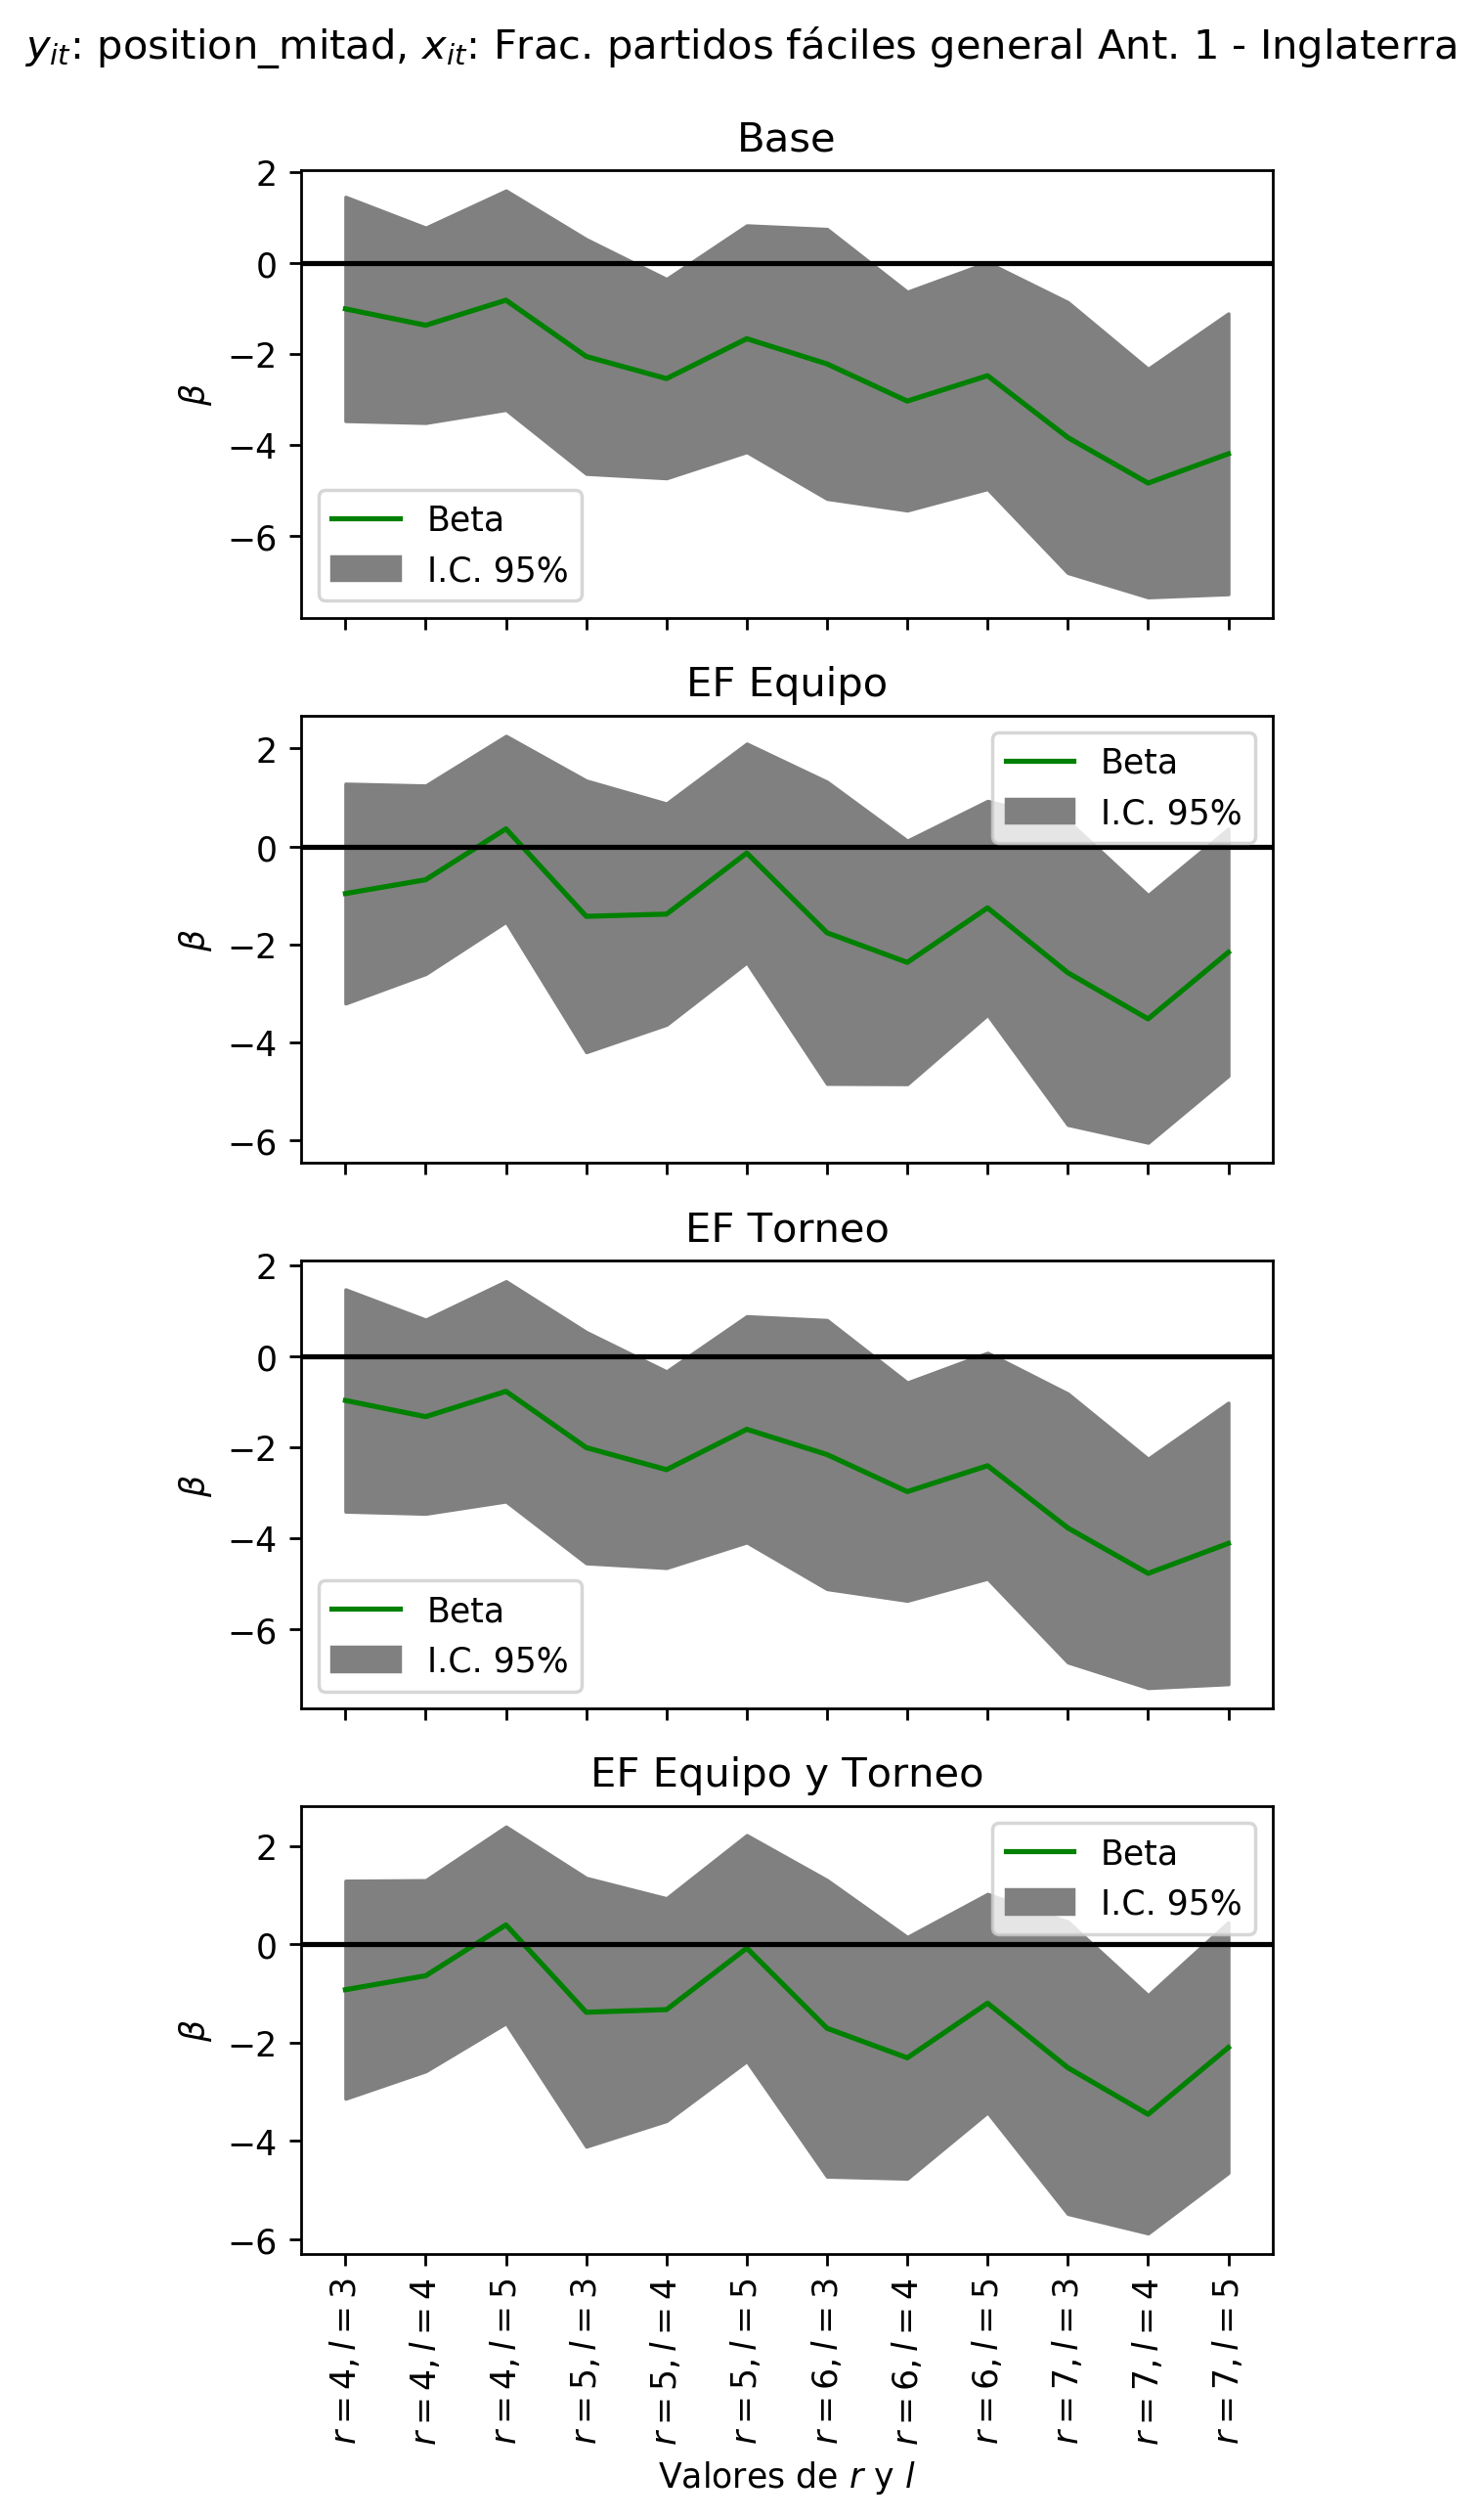 y_it: position_mitad, x_it: Frac. partidos fáciles general Ant. 1 - Inglaterra
Base
2
0
−2
−4
−6
β
Beta
I.C. 95%
EF Equipo
2
0
−2
−4
−6
β
Beta
I.C. 95%
EF Torneo
2
0
−2
−4
−6
β
Beta
I.C. 95%
EF Equipo y Torneo
2
0
−2
−4
−6
β
Beta
I.C. 95%
r = 4, l = 3
r = 4, l = 4
r = 4, l = 5
r = 5, l = 3
r = 5, l = 4
r = 5, l = 5
r = 6, l = 3
r = 6, l = 4
r = 6, l = 5
r = 7, l = 3
r = 7, l = 4
r = 7, l = 5
Valores de r y l